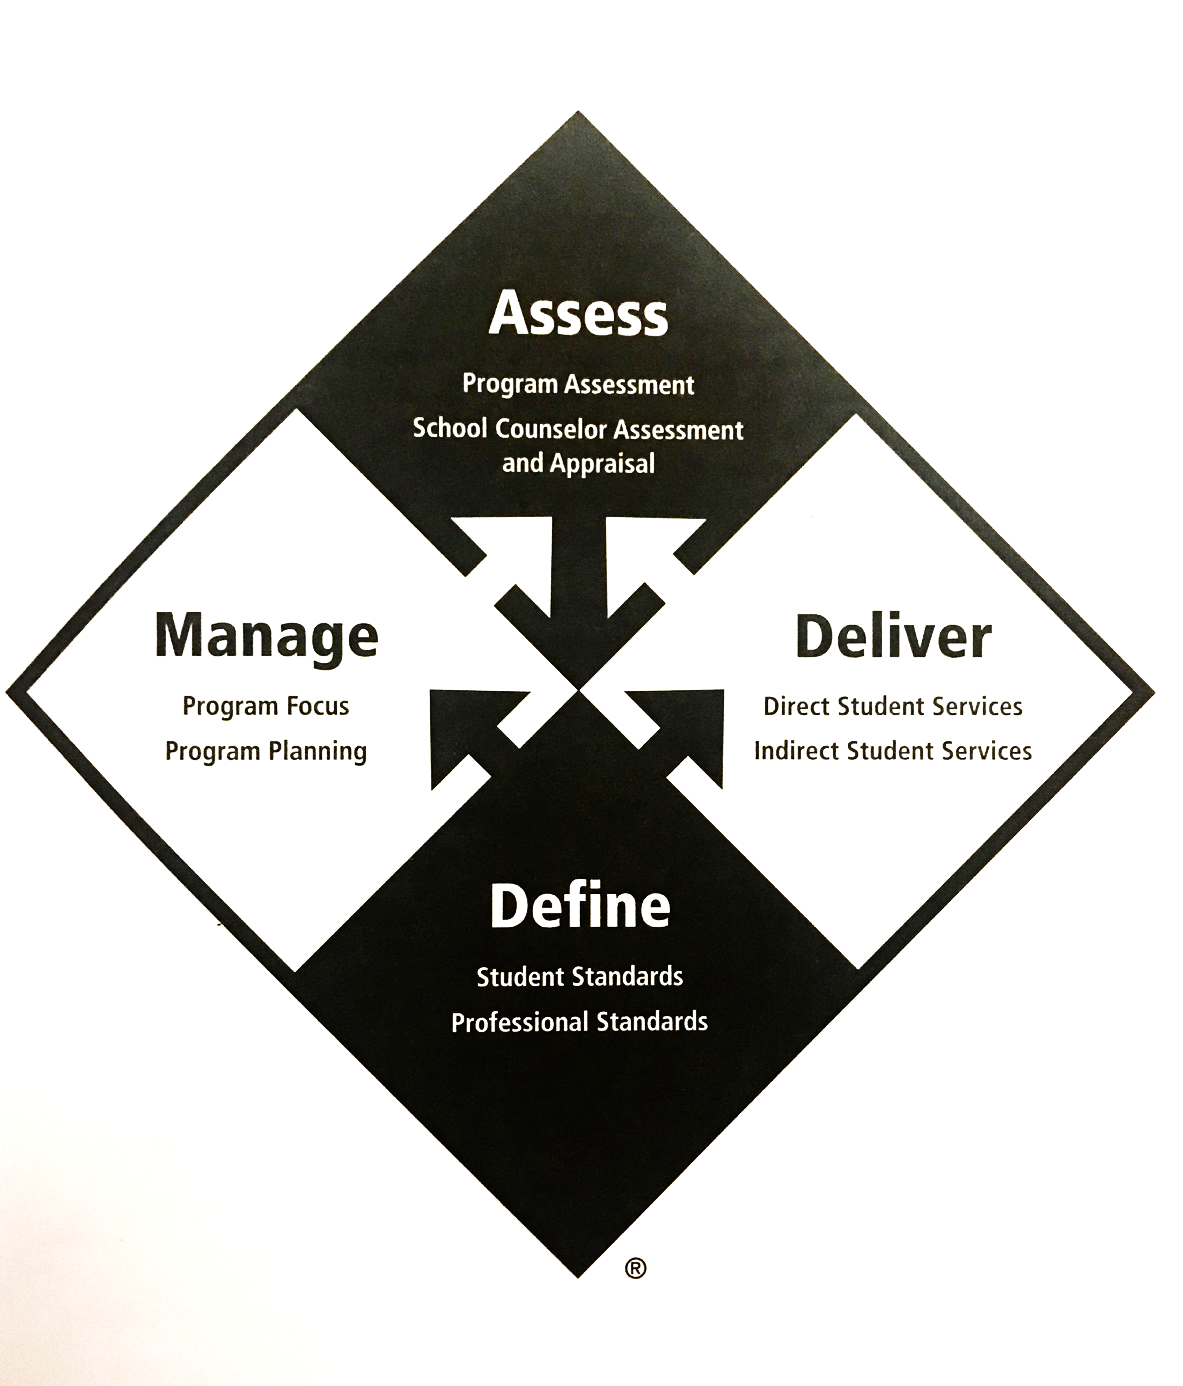 Assess
Program Assessment
School Counselor Assessment
and Appraisal
Manage
Program Focus
Program Planning
Deliver
Direct Student Services
Indirect Student Services
Define
Student Standards
Professional Standards
®